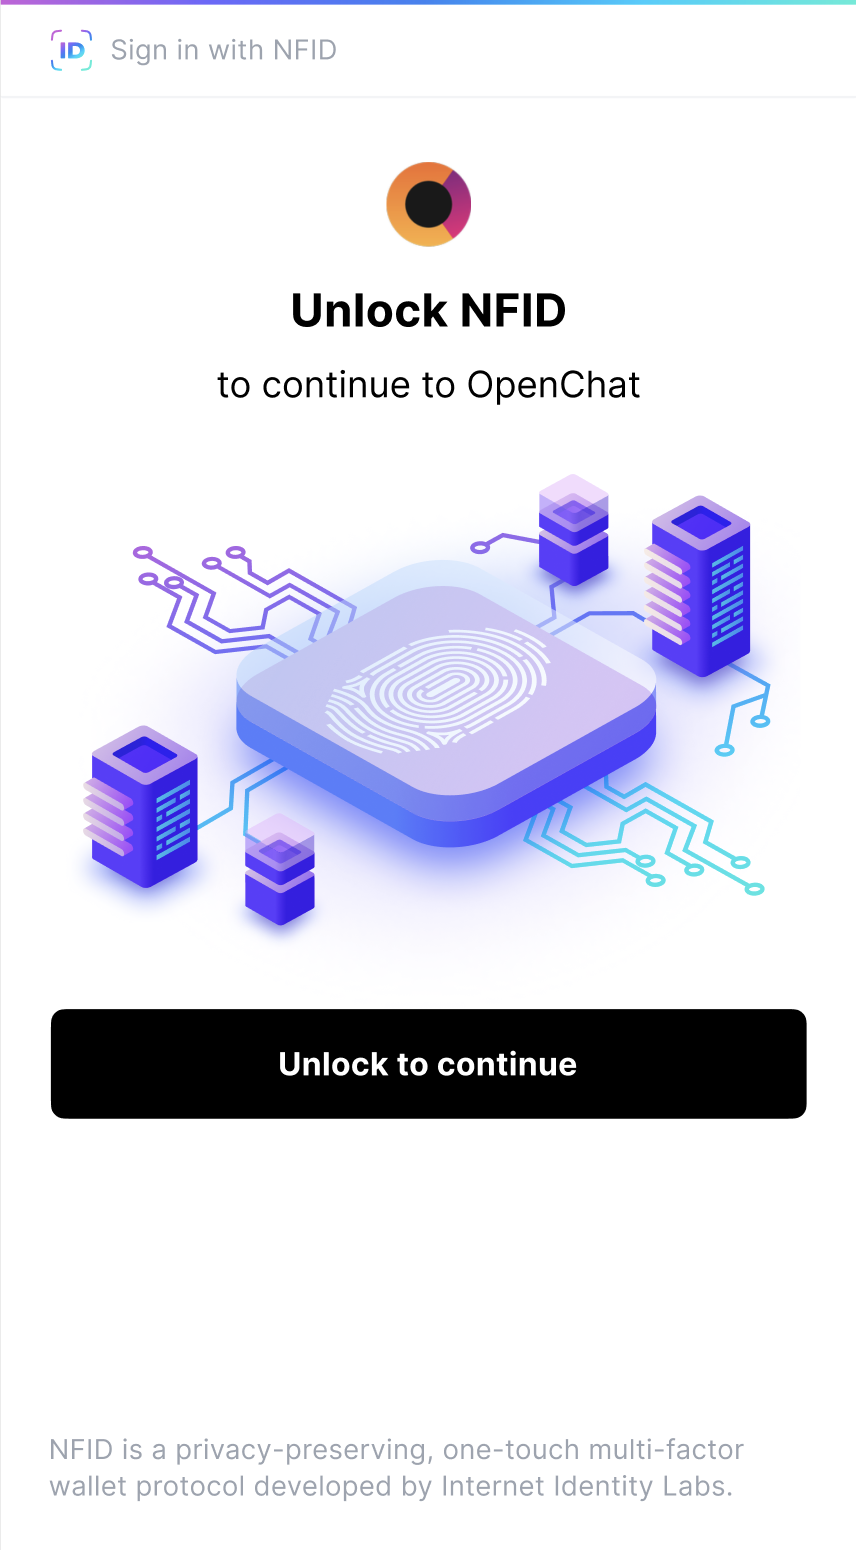 ID Sign in with NFID
Unlock NFID
to continue to OpenChat
Unlock to continue
NFID is a privacy-preserving, one-touch multi-factor
wallet protocol developed by Internet Identity Labs.